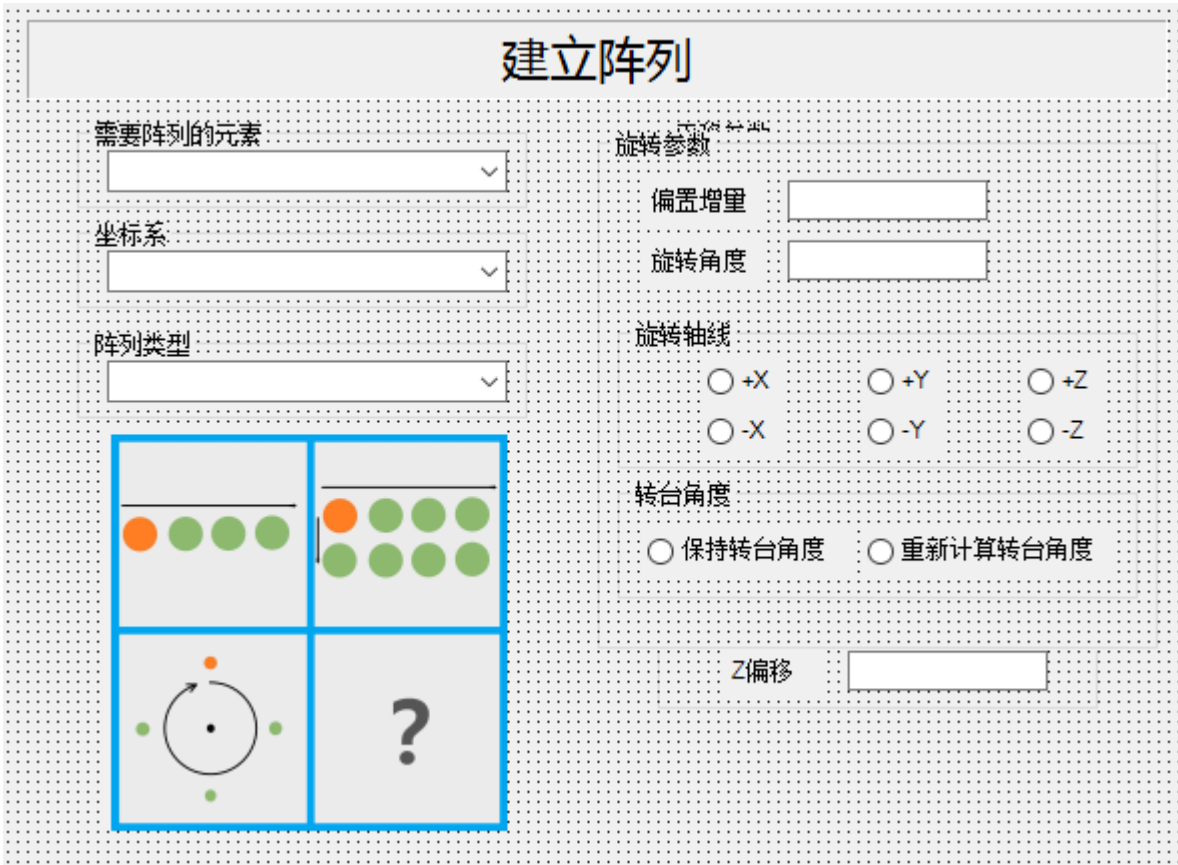 建立阵列
需要阵列的元素
坐标系
阵列类型
?
旋转参数
偏置增量
旋转角度
旋转轴线
+X +Y +Z
-X -Y -Z
转台角度
保持转台角度 重新计算转台角度
Z偏移